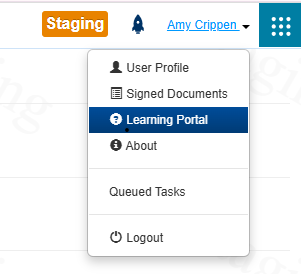 Staging
Amy Crippen
User Profile
Signed Documents
Learning Portal
About
Queued Tasks
Logout